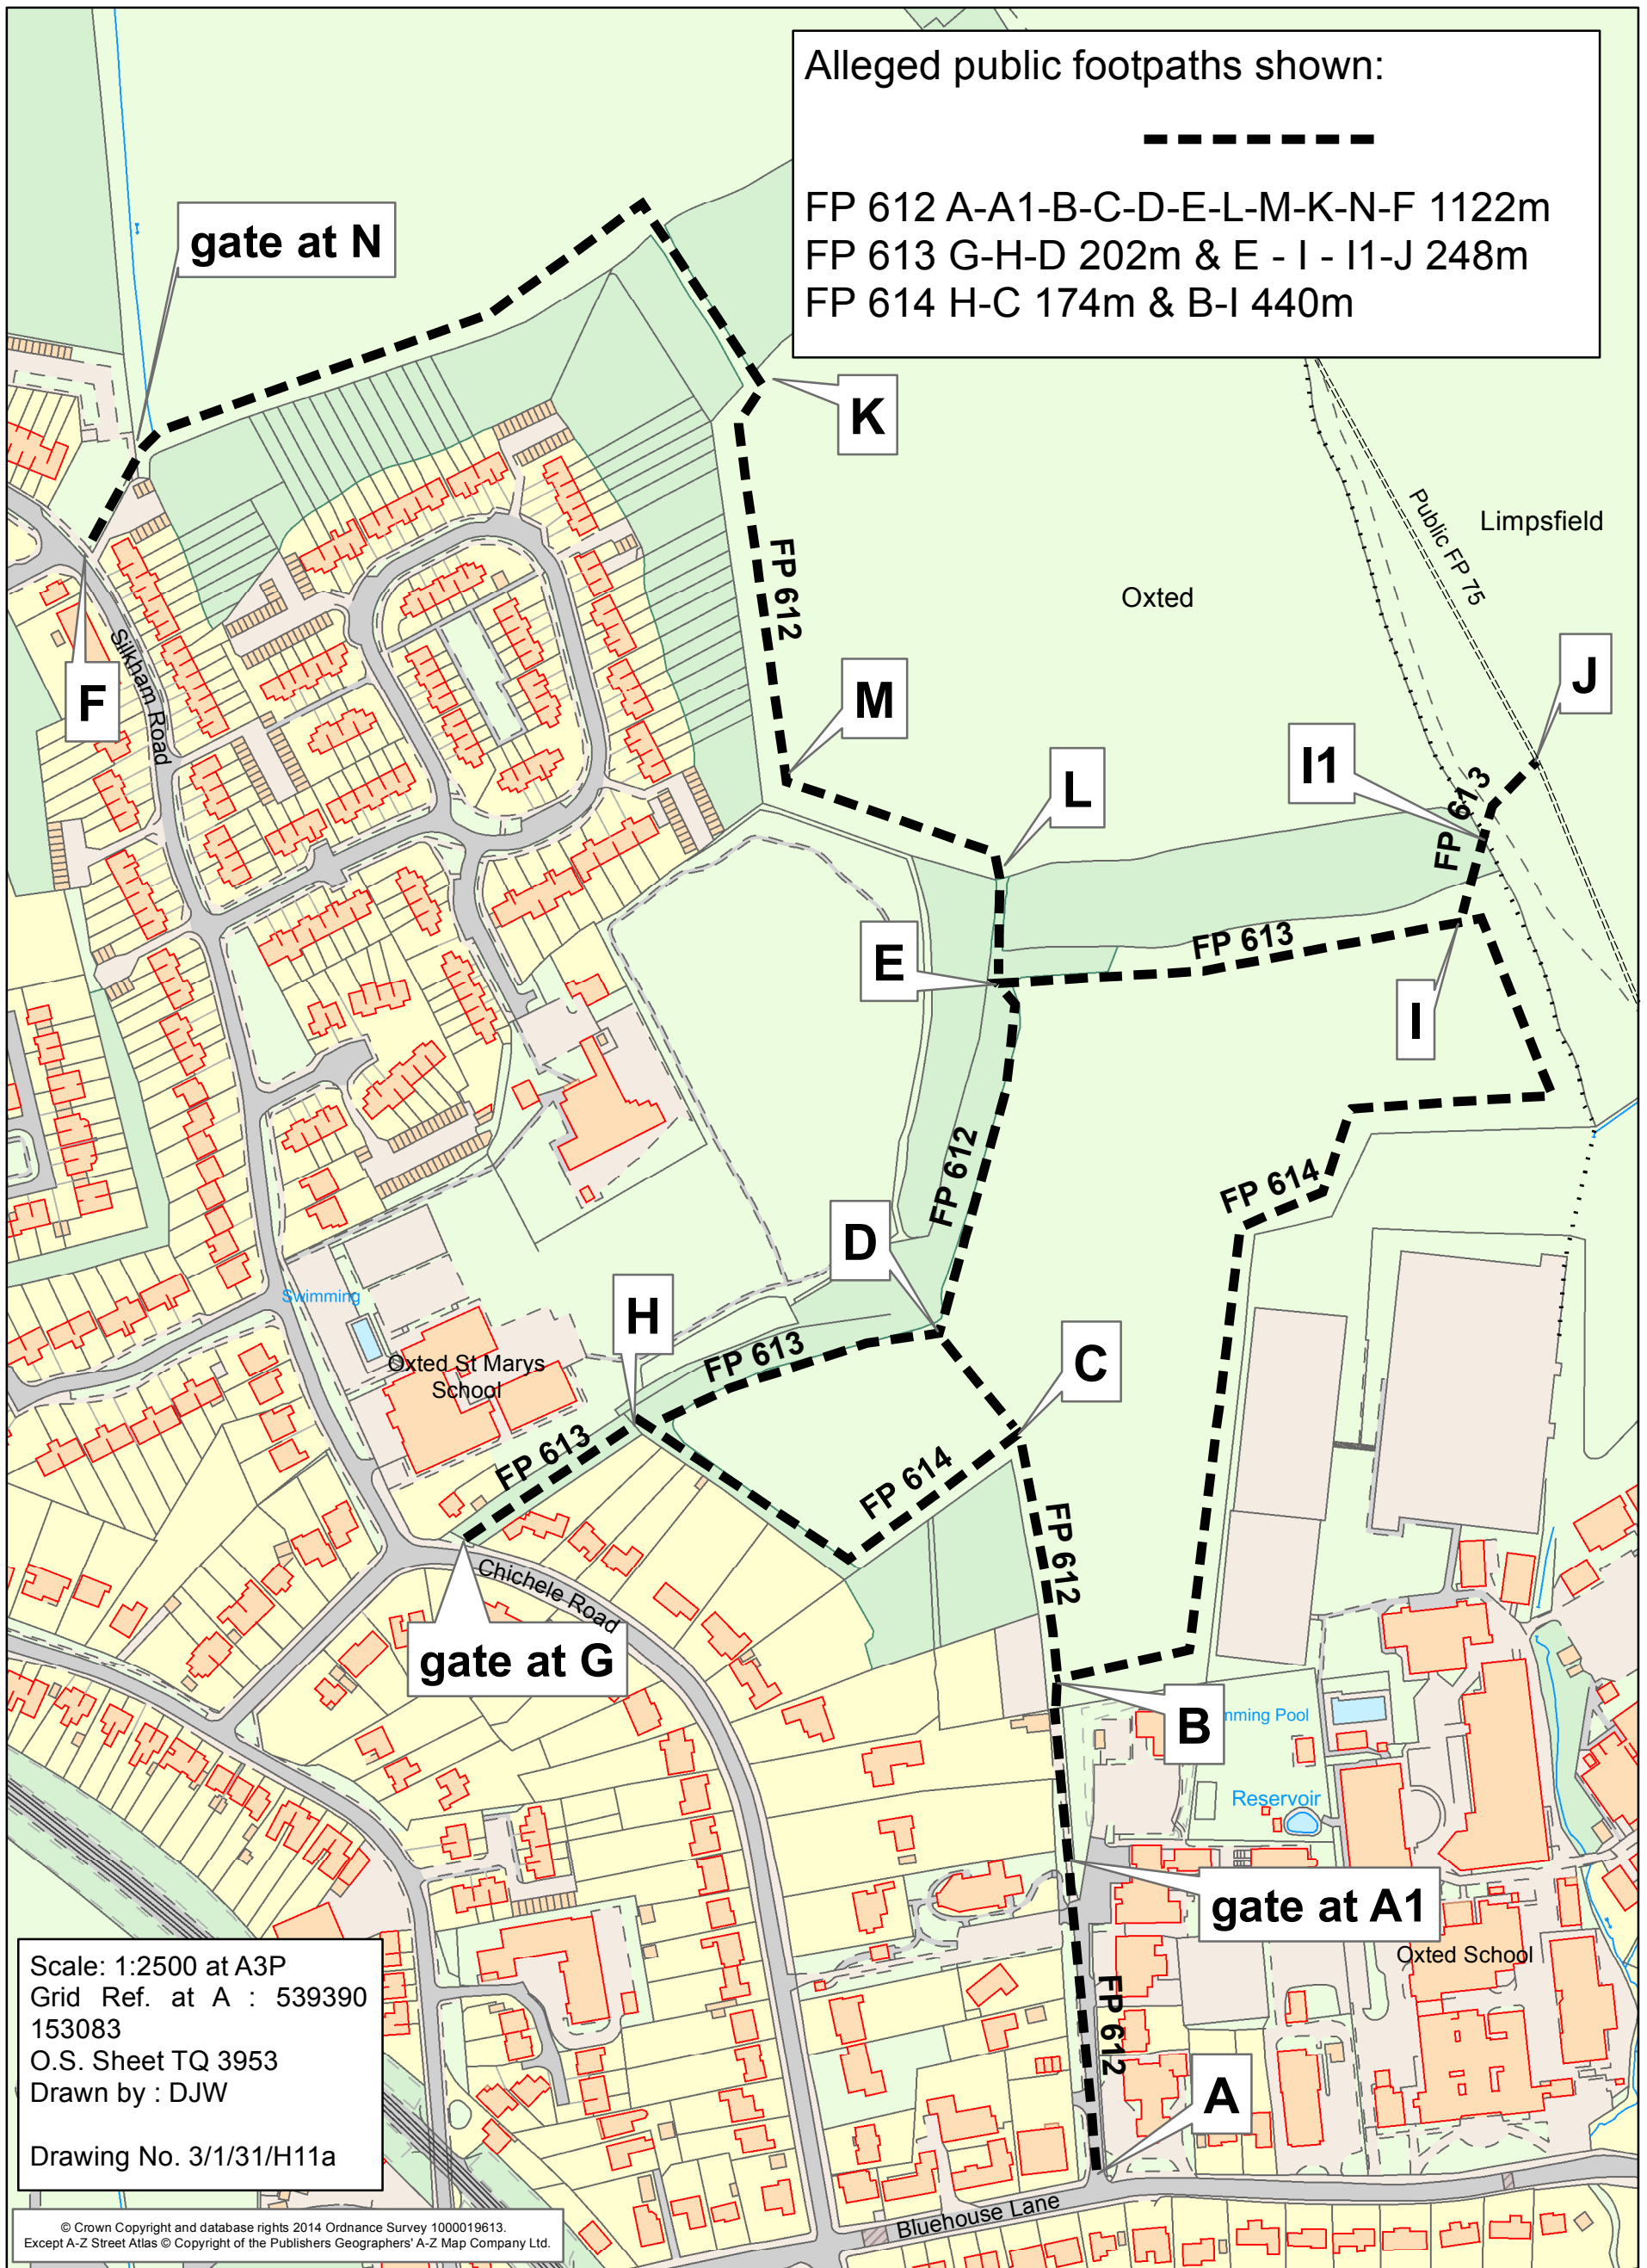 Alleged public footpaths shown:
FP 612 A-A1-B-C-D-E-L-M-K-N-F 1122m
FP 613 G-H-D 202m & E - I - I1-J 248m
FP 614 H-C 174m & B-I 440m
gate at N
K
Public FP 75
Limpsfield
Oxted
FP 612
F
Silkham Road
M
J
I1
L
FP 613
E
FP 613
I
FP 612
FP 614
D
Swimming
H
C
FP 613
Oxted St Marys
School
FP 613
FP 614
FP 612
Chichele Road
gate at G
B
mming Pool
Reservoir
gate at A1
Oxted School
FP 612
A
Bluehouse Lane
Scale: 1:2500 at A3P
Grid Ref. at A : 539390
153083
O.S. Sheet TQ 3953
Drawn by : DJW
Drawing No. 3/1/31/H11a
© Crown Copyright and database rights 2014 Ordnance Survey 1000019613.
Except A-Z Street Atlas © Copyright of the Publishers Geographers' A-Z Map Company Ltd.